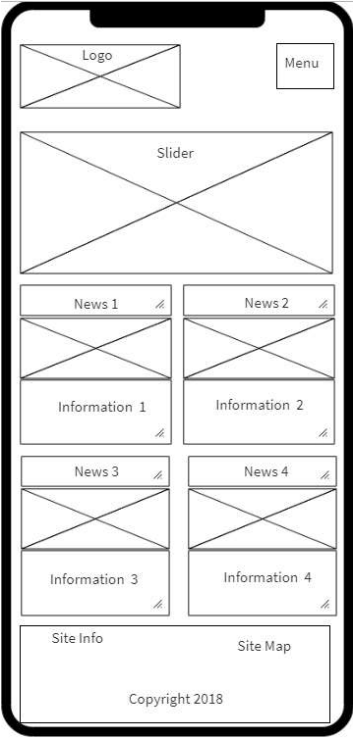 Logo
Menu
Slider
News 1
News 2
Information 1
Information 2
News 3
News 4
Information 3
Information 4
Site Info
Site Map
Copyright 2018